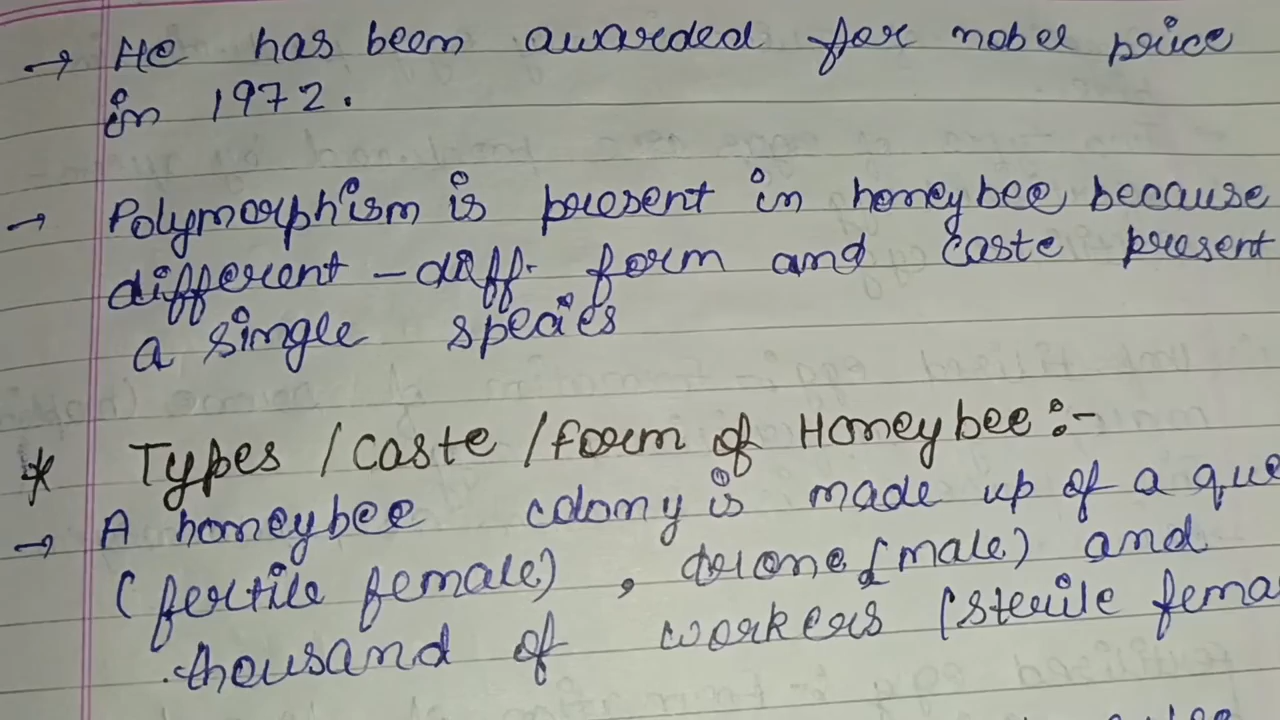 → He has been awarded for nobel price
in 1972.
→ Polymorphism is present in honeybee because
different - diff. form and caste present
a single species
* Types / caste / form of Honeybee :-
→ A honeybee colony is made up of a que
(fertile female), drone (male) and
thousand of workers (sterile fema